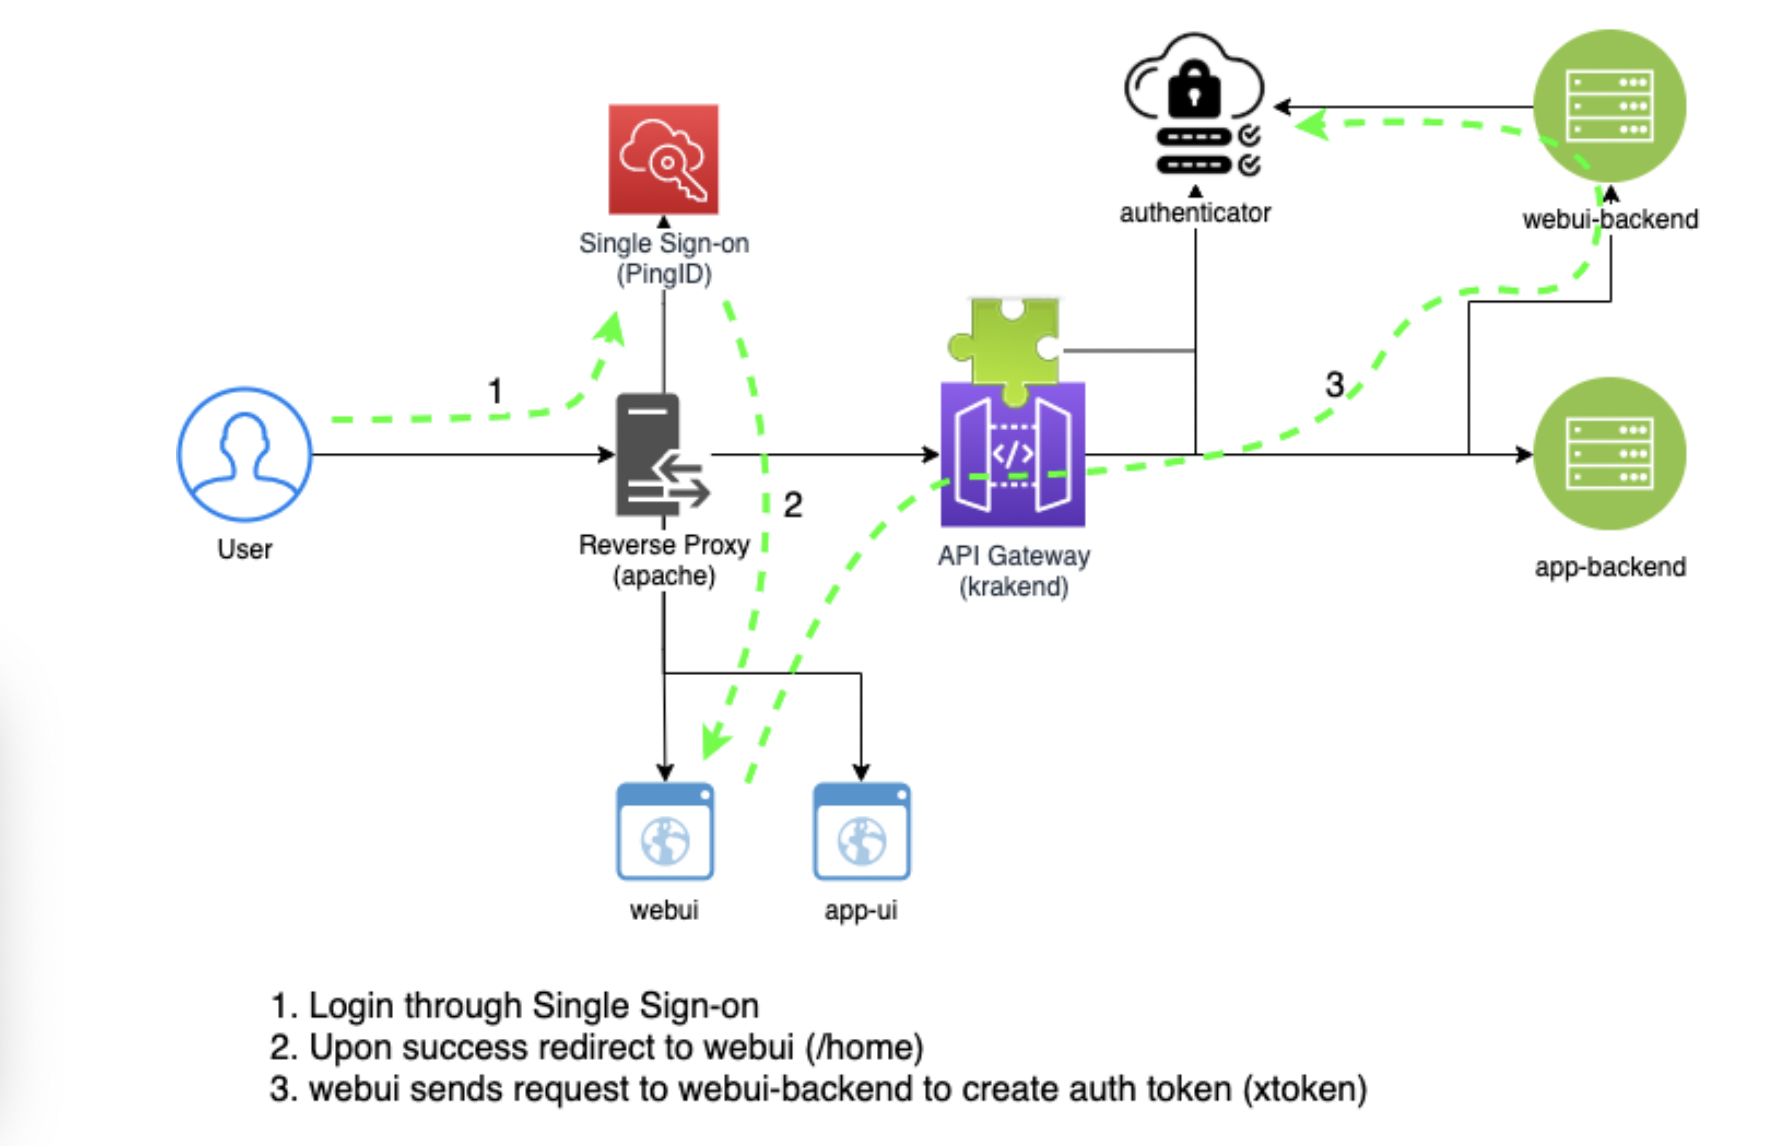 authenticator
webui-backend
Single Sign-on
(PingID)
1
3
</>
2
User
Reverse Proxy
(apache)
API Gateway
(krakend)
app-backend
webui
app-ui
1. Login through Single Sign-on
2. Upon success redirect to webui (/home)
3. webui sends request to webui-backend to create auth token (xtoken)